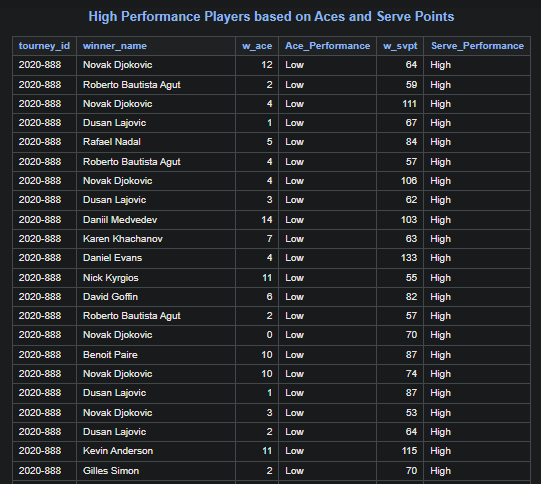 High Performance Players based on Aces and Serve Points
tourney_id winner_name w_ace Ace_Performance w_svpt Serve_Performance
2020-888 Novak Djokovic 12 Low 64 High
2020-888 Roberto Bautista Agut 2 Low 59 High
2020-888 Novak Djokovic 4 Low 111 High
2020-888 Dusan Lajovic 1 Low 67 High
2020-888 Rafael Nadal 5 Low 84 High
2020-888 Roberto Bautista Agut 4 Low 57 High
2020-888 Novak Djokovic 4 Low 106 High
2020-888 Dusan Lajovic 3 Low 62 High
2020-888 Daniil Medvedev 14 Low 103 High
2020-888 Karen Khachanov 7 Low 63 High
2020-888 Daniel Evans 4 Low 133 High
2020-888 Nick Kyrgios 11 Low 55 High
2020-888 David Goffin 6 Low 82 High
2020-888 Roberto Bautista Agut 2 Low 57 High
2020-888 Novak Djokovic 0 Low 70 High
2020-888 Benoit Paire 10 Low 87 High
2020-888 Novak Djokovic 10 Low 74 High
2020-888 Dusan Lajovic 1 Low 87 High
2020-888 Novak Djokovic 3 Low 53 High
2020-888 Dusan Lajovic 2 Low 64 High
2020-888 Kevin Anderson 11 Low 115 High
2020-888 Gilles Simon 2 Low 70 High